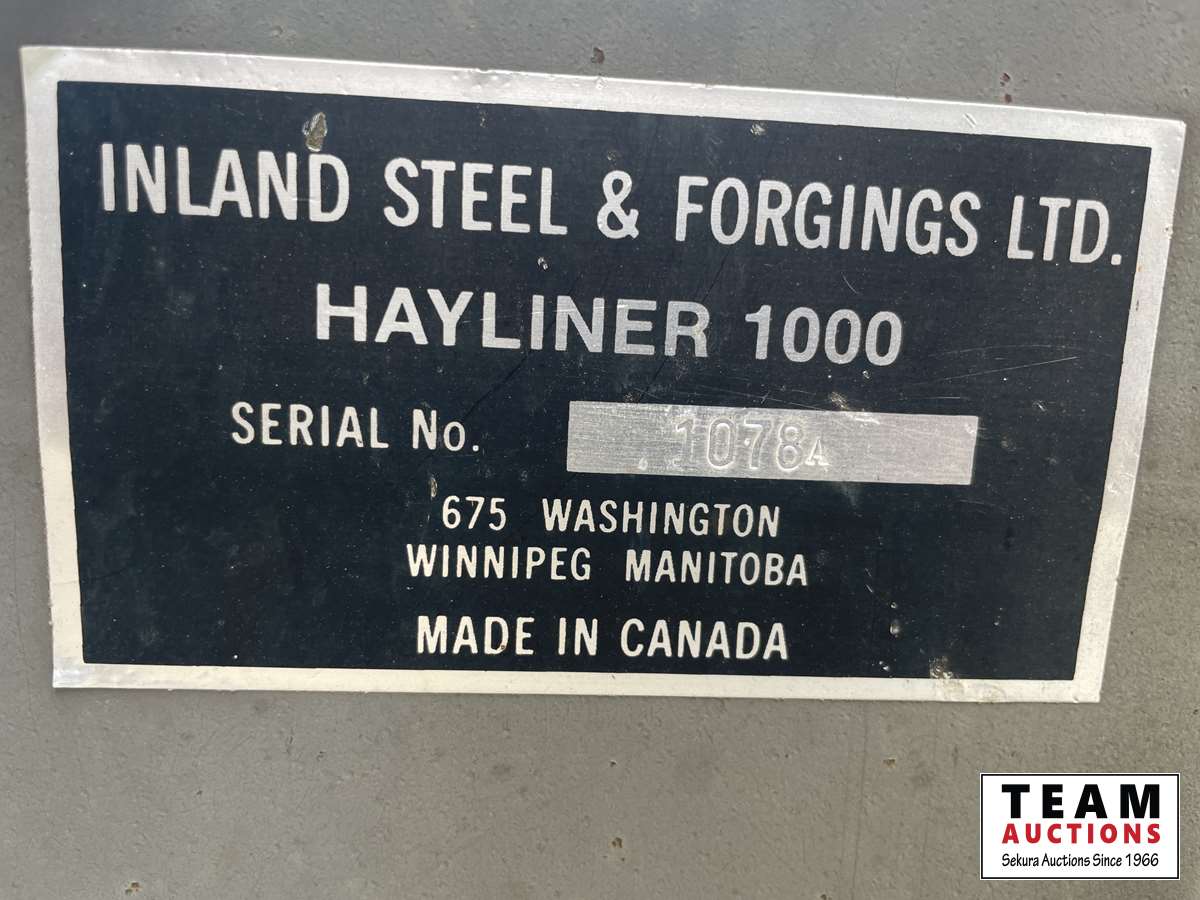 INLAND STEEL & FORGINGS LTD.
HAYLINER 1000
SERIAL No. 1078A
675 WASHINGTON
WINNIPEG MANITOBA
MADE IN CANADA
TEAM
AUCTIONS
Sekura Auctions Since 1966